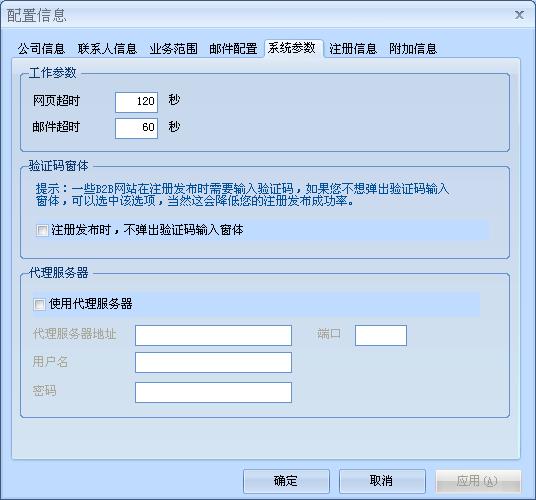 配置信息
公司信息 联系人信息 业务范围 邮件配置 系统参数 注册信息 附加信息
工作参数
网页超时 120 秒
邮件超时 60 秒
验证码窗体
提示：一些B2B网站在注册发布时需要输入验证码，如果您不想弹出验证码输入
窗体，可以选中该选项，当然这会降低您的注册发布成功率。
注册发布时，不弹出验证码输入窗体
代理服务器
使用代理服务器
代理服务器地址 端口
用户名
密码
确定 取消 应用(A)